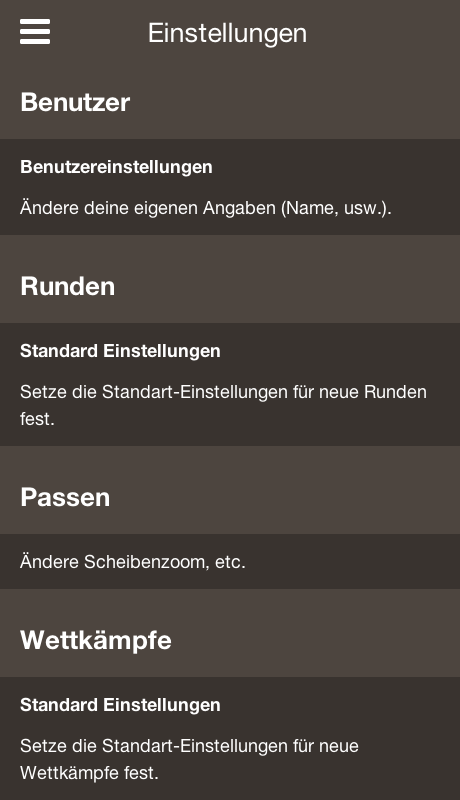 Einstellungen
Benutzer
Benutzereinstellungen
Ändere deine eigenen Angaben (Name, usw.).
Runden
Standard Einstellungen
Setze die Standart-Einstellungen für neue Runden
fest.
Passen
Ändere Scheibenzoom, etc.
Wettkämpfe
Standard Einstellungen
Setze die Standart-Einstellungen für neue
Wettkämpfe fest.